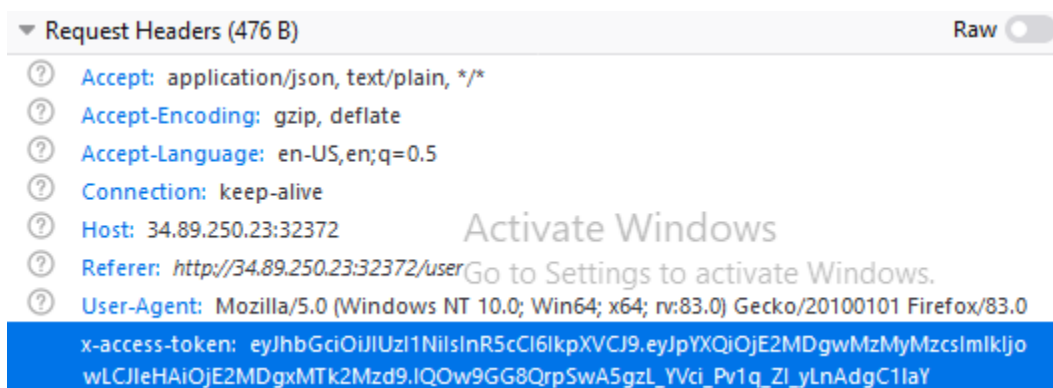 Request Headers (476 B) Raw
Accept: application/json, text/plain, */*
Accept-Encoding: gzip, deflate
Accept-Language: en-US,en;q=0.5
Connection: keep-alive
Host: 34.89.250.23:32372
Activate Windows
Referer: http://34.89.250.23:32372/user
Go to Settings to activate Windows.
User-Agent: Mozilla/5.0 (Windows NT 10.0; Win64; x64; rv:83.0) Gecko/20100101 Firefox/83.0
x-access-token: eyJhbGciOiJIUzI1NiIsInR5cCI6IkpXVCJ9.eyJpYXQiOjE2MDgwMzMyMzcsImlkIjo
wLCJleHAiOjE2MDgxMTk2Mzd9.IQOw9GG8QrpSwA5gzL_YVci_Pv1q_ZI_yLnAdgC1IaY